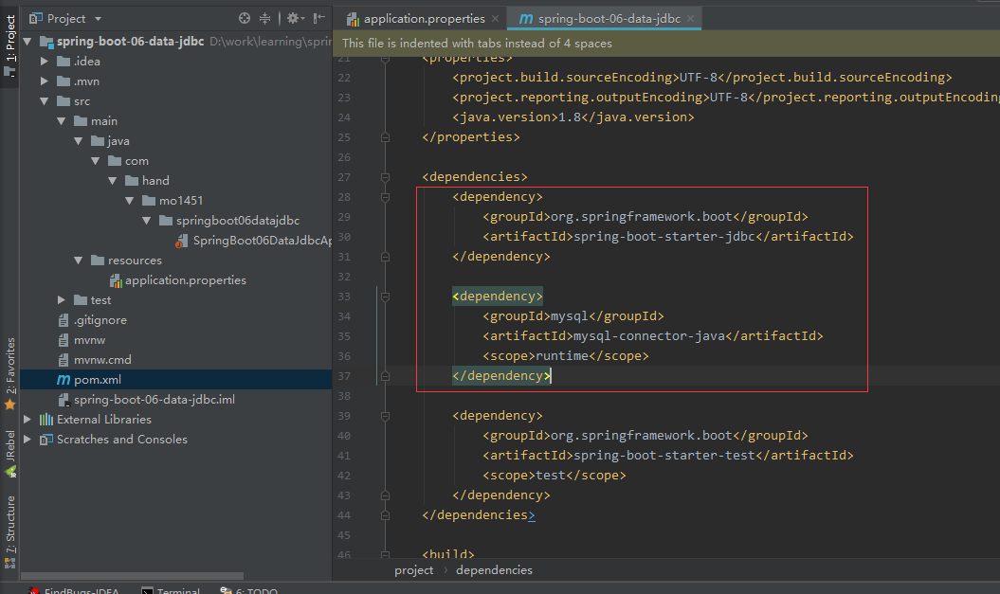 Project
application.properties
spring-boot-06-data-jdbc
1: Project
2: Favorites
JRebel
7: Structure
spring-boot-06-data-jdbc D:\work\learning\sprin
.idea
.mvn
src
main
java
com
hand
mo1451
springboot06datajdbc
SpringBoot06DataJdbcAp
resources
application.properties
test
.gitignore
mvnw
mvnw.cmd
pom.xml
spring-boot-06-data-jdbc.iml
External Libraries
Scratches and Consoles
This file is indented with tabs instead of 4 spaces
21 <properties>
22 <project.build.sourceEncoding>UTF-8</project.build.sourceEncoding>
23 <project.reporting.outputEncoding>UTF-8</project.reporting.outputEncoding
24 <java.version>1.8</java.version>
25 </properties>
26
27 <dependencies>
28 <dependency>
29 <groupId>org.springframework.boot</groupId>
30 <artifactId>spring-boot-starter-jdbc</artifactId>
31 </dependency>
32
33 <dependency>
34 <groupId>mysql</groupId>
35 <artifactId>mysql-connector-java</artifactId>
36 <scope>runtime</scope>
37 </dependency>
38
39 <dependency>
40 <groupId>org.springframework.boot</groupId>
41 <artifactId>spring-boot-starter-test</artifactId>
42 <scope>test</scope>
43 </dependency>
44 </dependencies>
45
46 <build>
project > dependencies
FindBugs-IDEA
Terminal
6: TODO